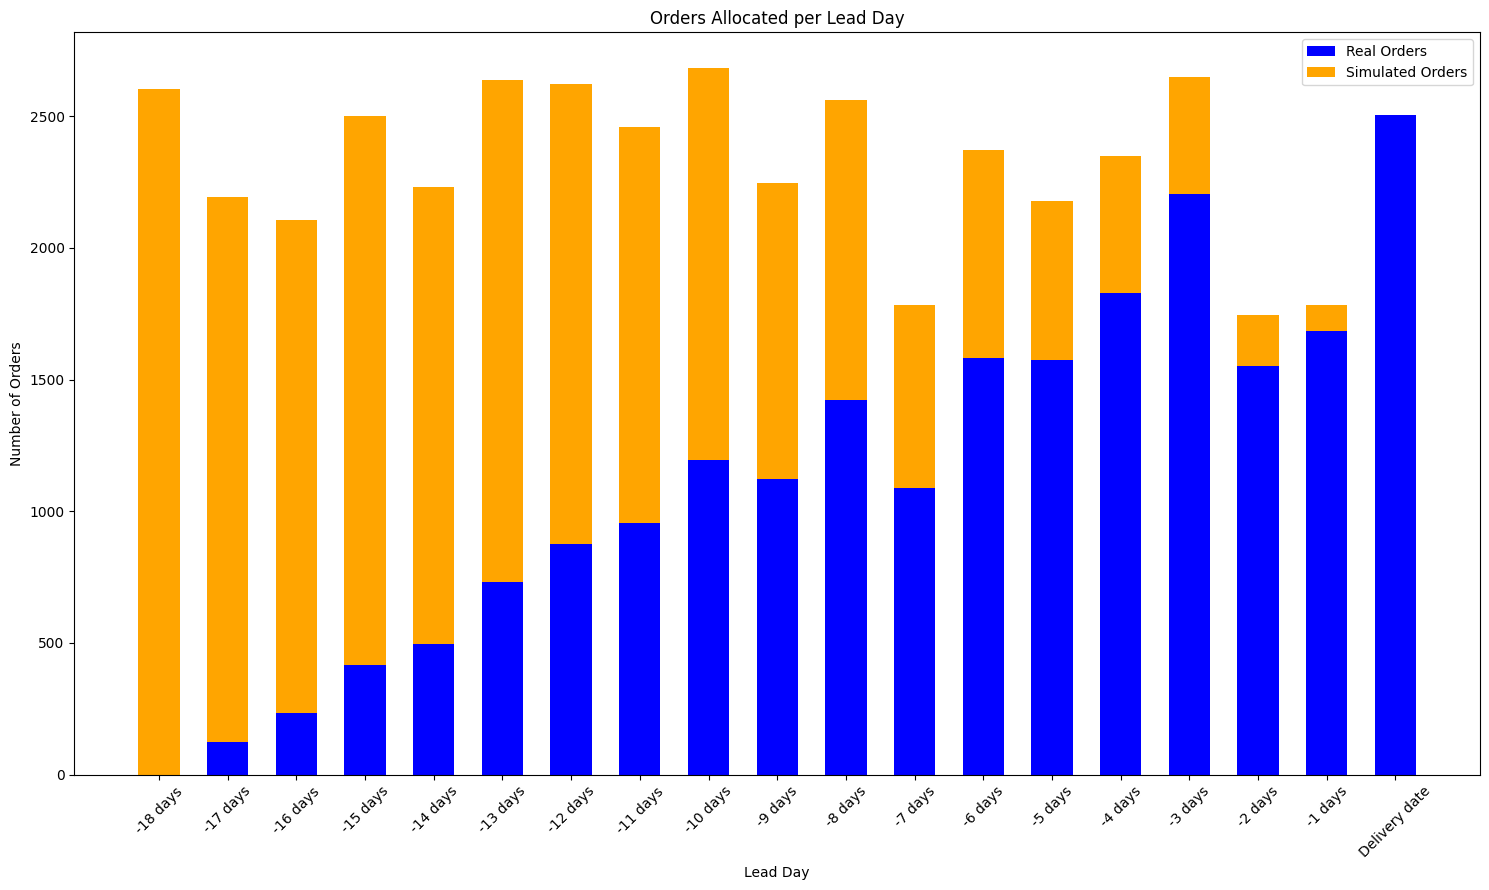 Orders Allocated per Lead Day
Real Orders
Simulated Orders
Number of Orders
2500
2000
1500
1000
500
0
-18 days
-17 days
-16 days
-15 days
-14 days
-13 days
-12 days
-11 days
-10 days
-9 days
-8 days
-7 days
-6 days
-5 days
-4 days
-3 days
-2 days
-1 days
Delivery date
Lead Day